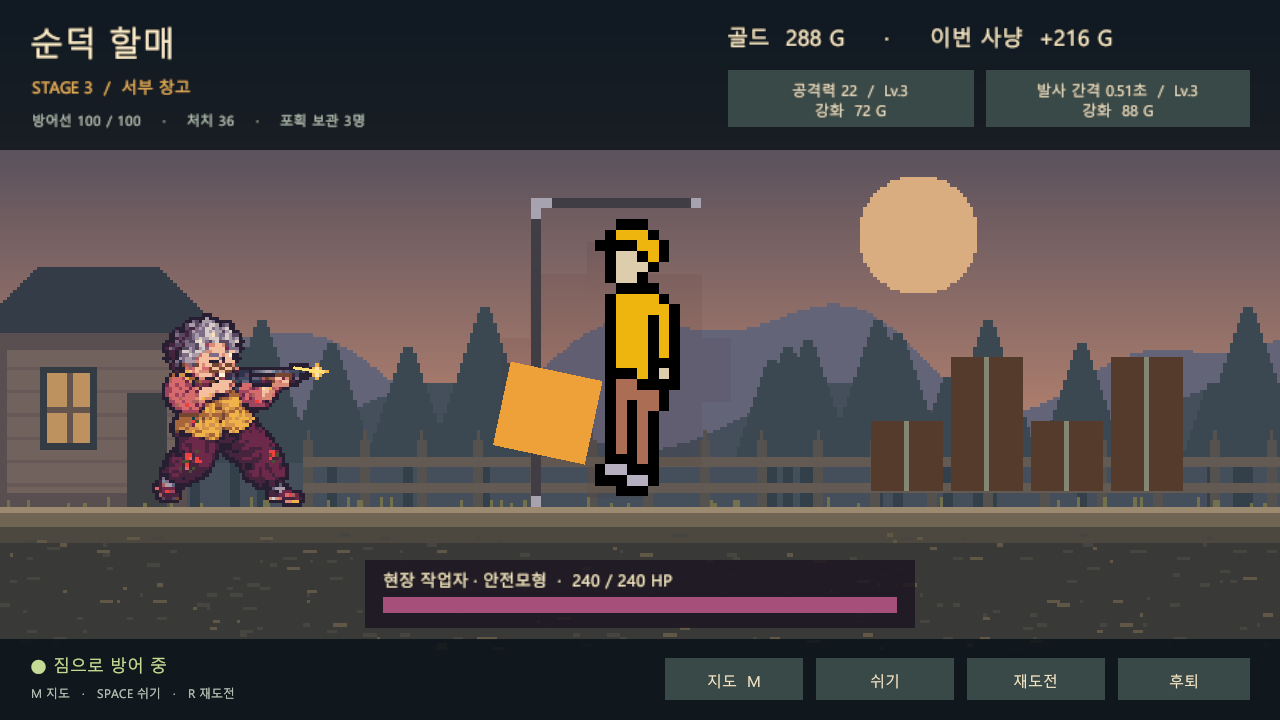 순덕 할매
STAGE 3 / 서부 창고
방어선 100 / 100 · 처치 36 · 포획 보관 3명
골드 288 G · 이번 사냥 +216 G
공격력 22 / Lv.3
강화 72 G
발사 간격 0.51초 / Lv.3
강화 88 G
현장 작업자 · 안전모형 · 240 / 240 HP
짐으로 방어 중
M 지도 · SPACE 쉬기 · R 재도전
지도 M
쉬기
재도전
후퇴